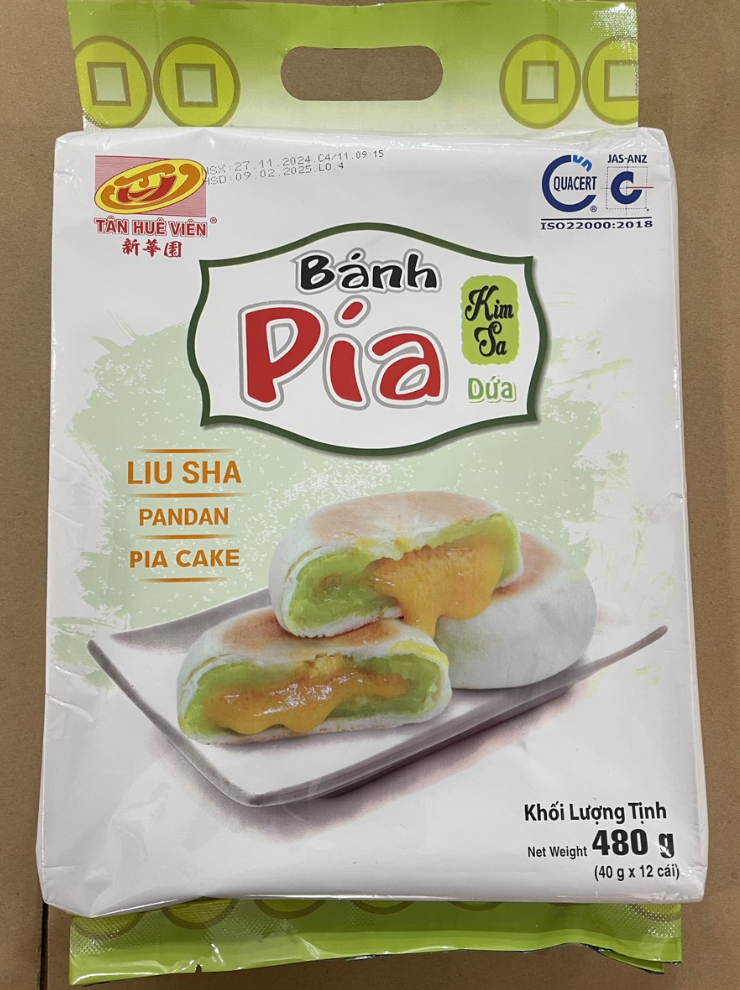 NSX:27.11.2024.C4/11.09:15
HSD:09.02.2025.LO.4
TÂN HUÊ VIÊN®
新華園
QUACERT
®
JAS-ANZ
C
ISO22000:2018
Bánh
Pía
Kim
Sa
Dứa
LIU SHA
PANDAN
PIA CAKE
Khối Lượng Tịnh
Net Weight 480 g
(40 g x 12 cái)